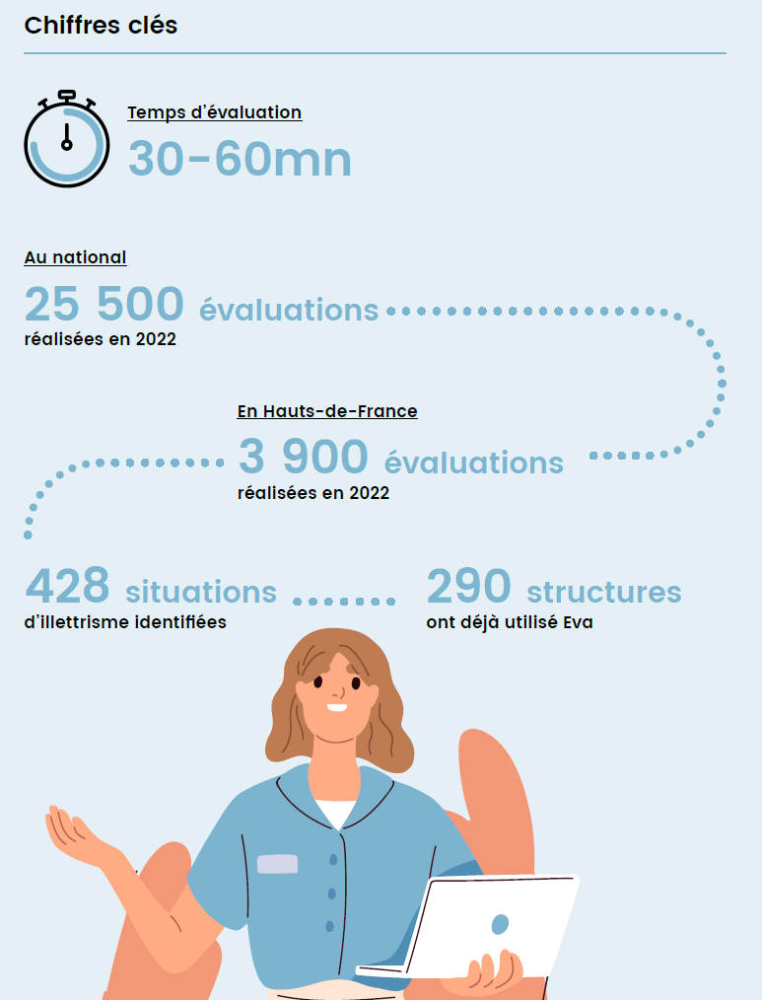 Chiffres clés
Temps d'évaluation
30-60mn
Au national
25 500 évaluations
réalisées en 2022
En Hauts-de-France
3 900 évaluations
réalisées en 2022
428 situations
d'illettrisme identifiées
290 structures
ont déjà utilisé Eva